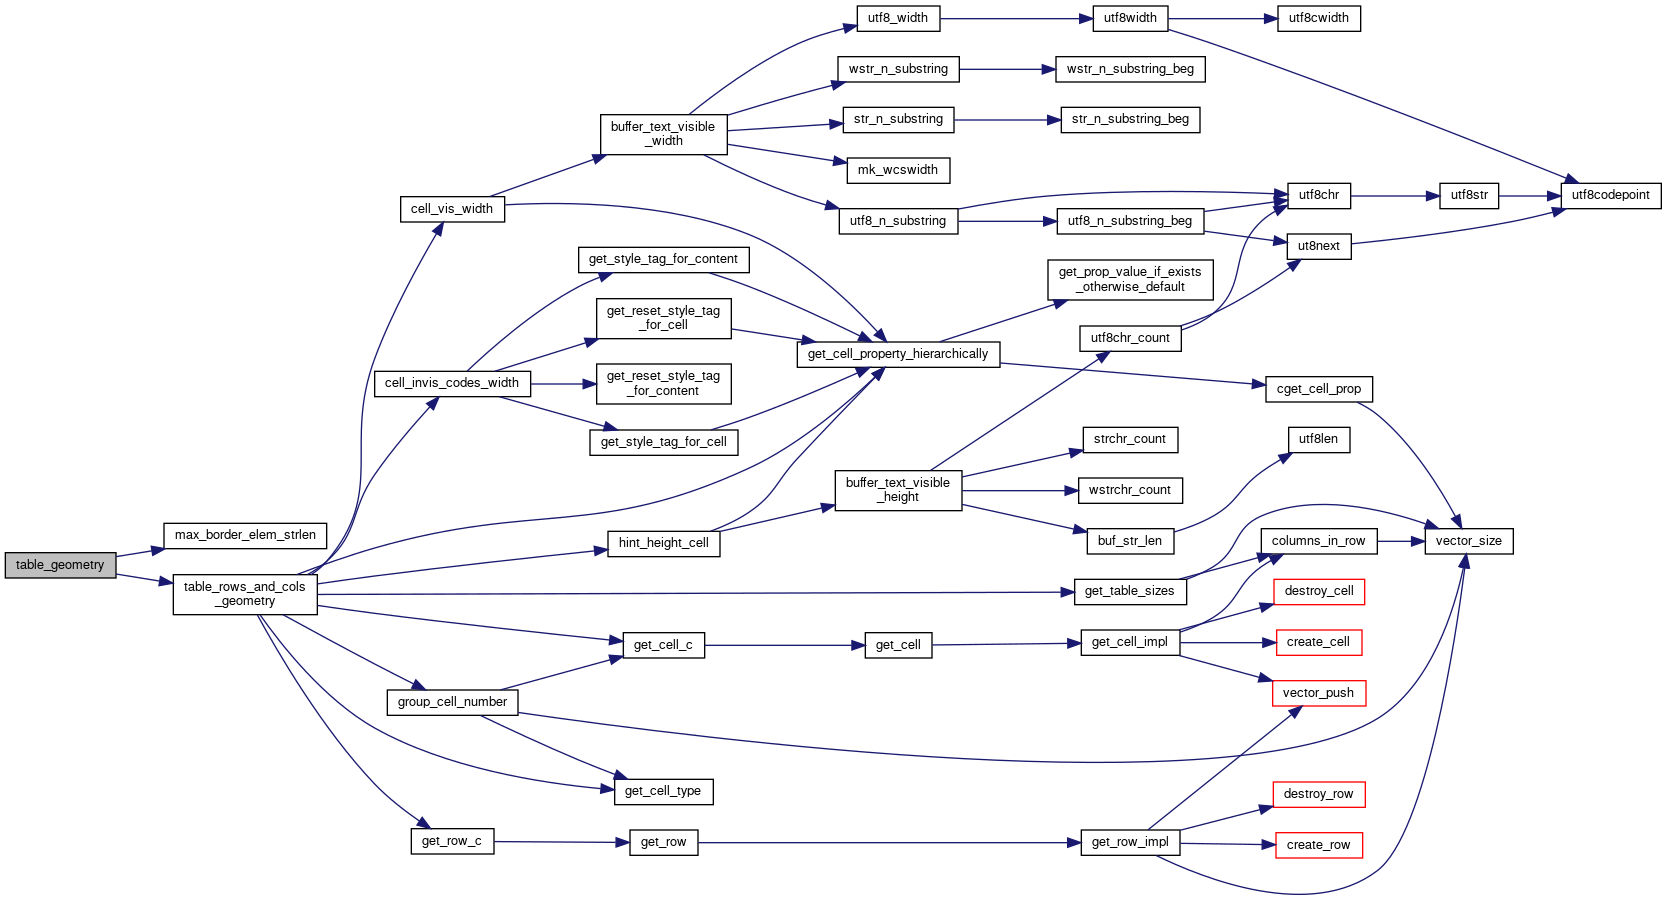 table_geometry
max_border_elem_strlen
table_rows_and_cols
_geometry
cell_vis_width
cell_invis_codes_width
group_cell_number
get_row_c
buffer_text_visible
_width
get_style_tag_for_content
get_reset_style_tag
_for_cell
get_reset_style_tag
_for_content
get_style_tag_for_cell
hint_height_cell
get_cell_c
get_cell_type
get_row
utf8_width
wstr_n_substring
str_n_substring
mk_wcswidth
utf8_n_substring
get_cell_property_hierarchically
buffer_text_visible
_height
get_cell
utf8width
wstr_n_substring_beg
str_n_substring_beg
utf8_n_substring_beg
get_prop_value_if_exists
_otherwise_default
utf8chr_count
strchr_count
wstrchr_count
buf_str_len
get_table_sizes
get_cell_impl
get_row_impl
utf8cwidth
utf8chr
ut8next
cget_cell_prop
utf8len
columns_in_row
destroy_cell
create_cell
vector_push
destroy_row
create_row
utf8str
vector_size
utf8codepoint